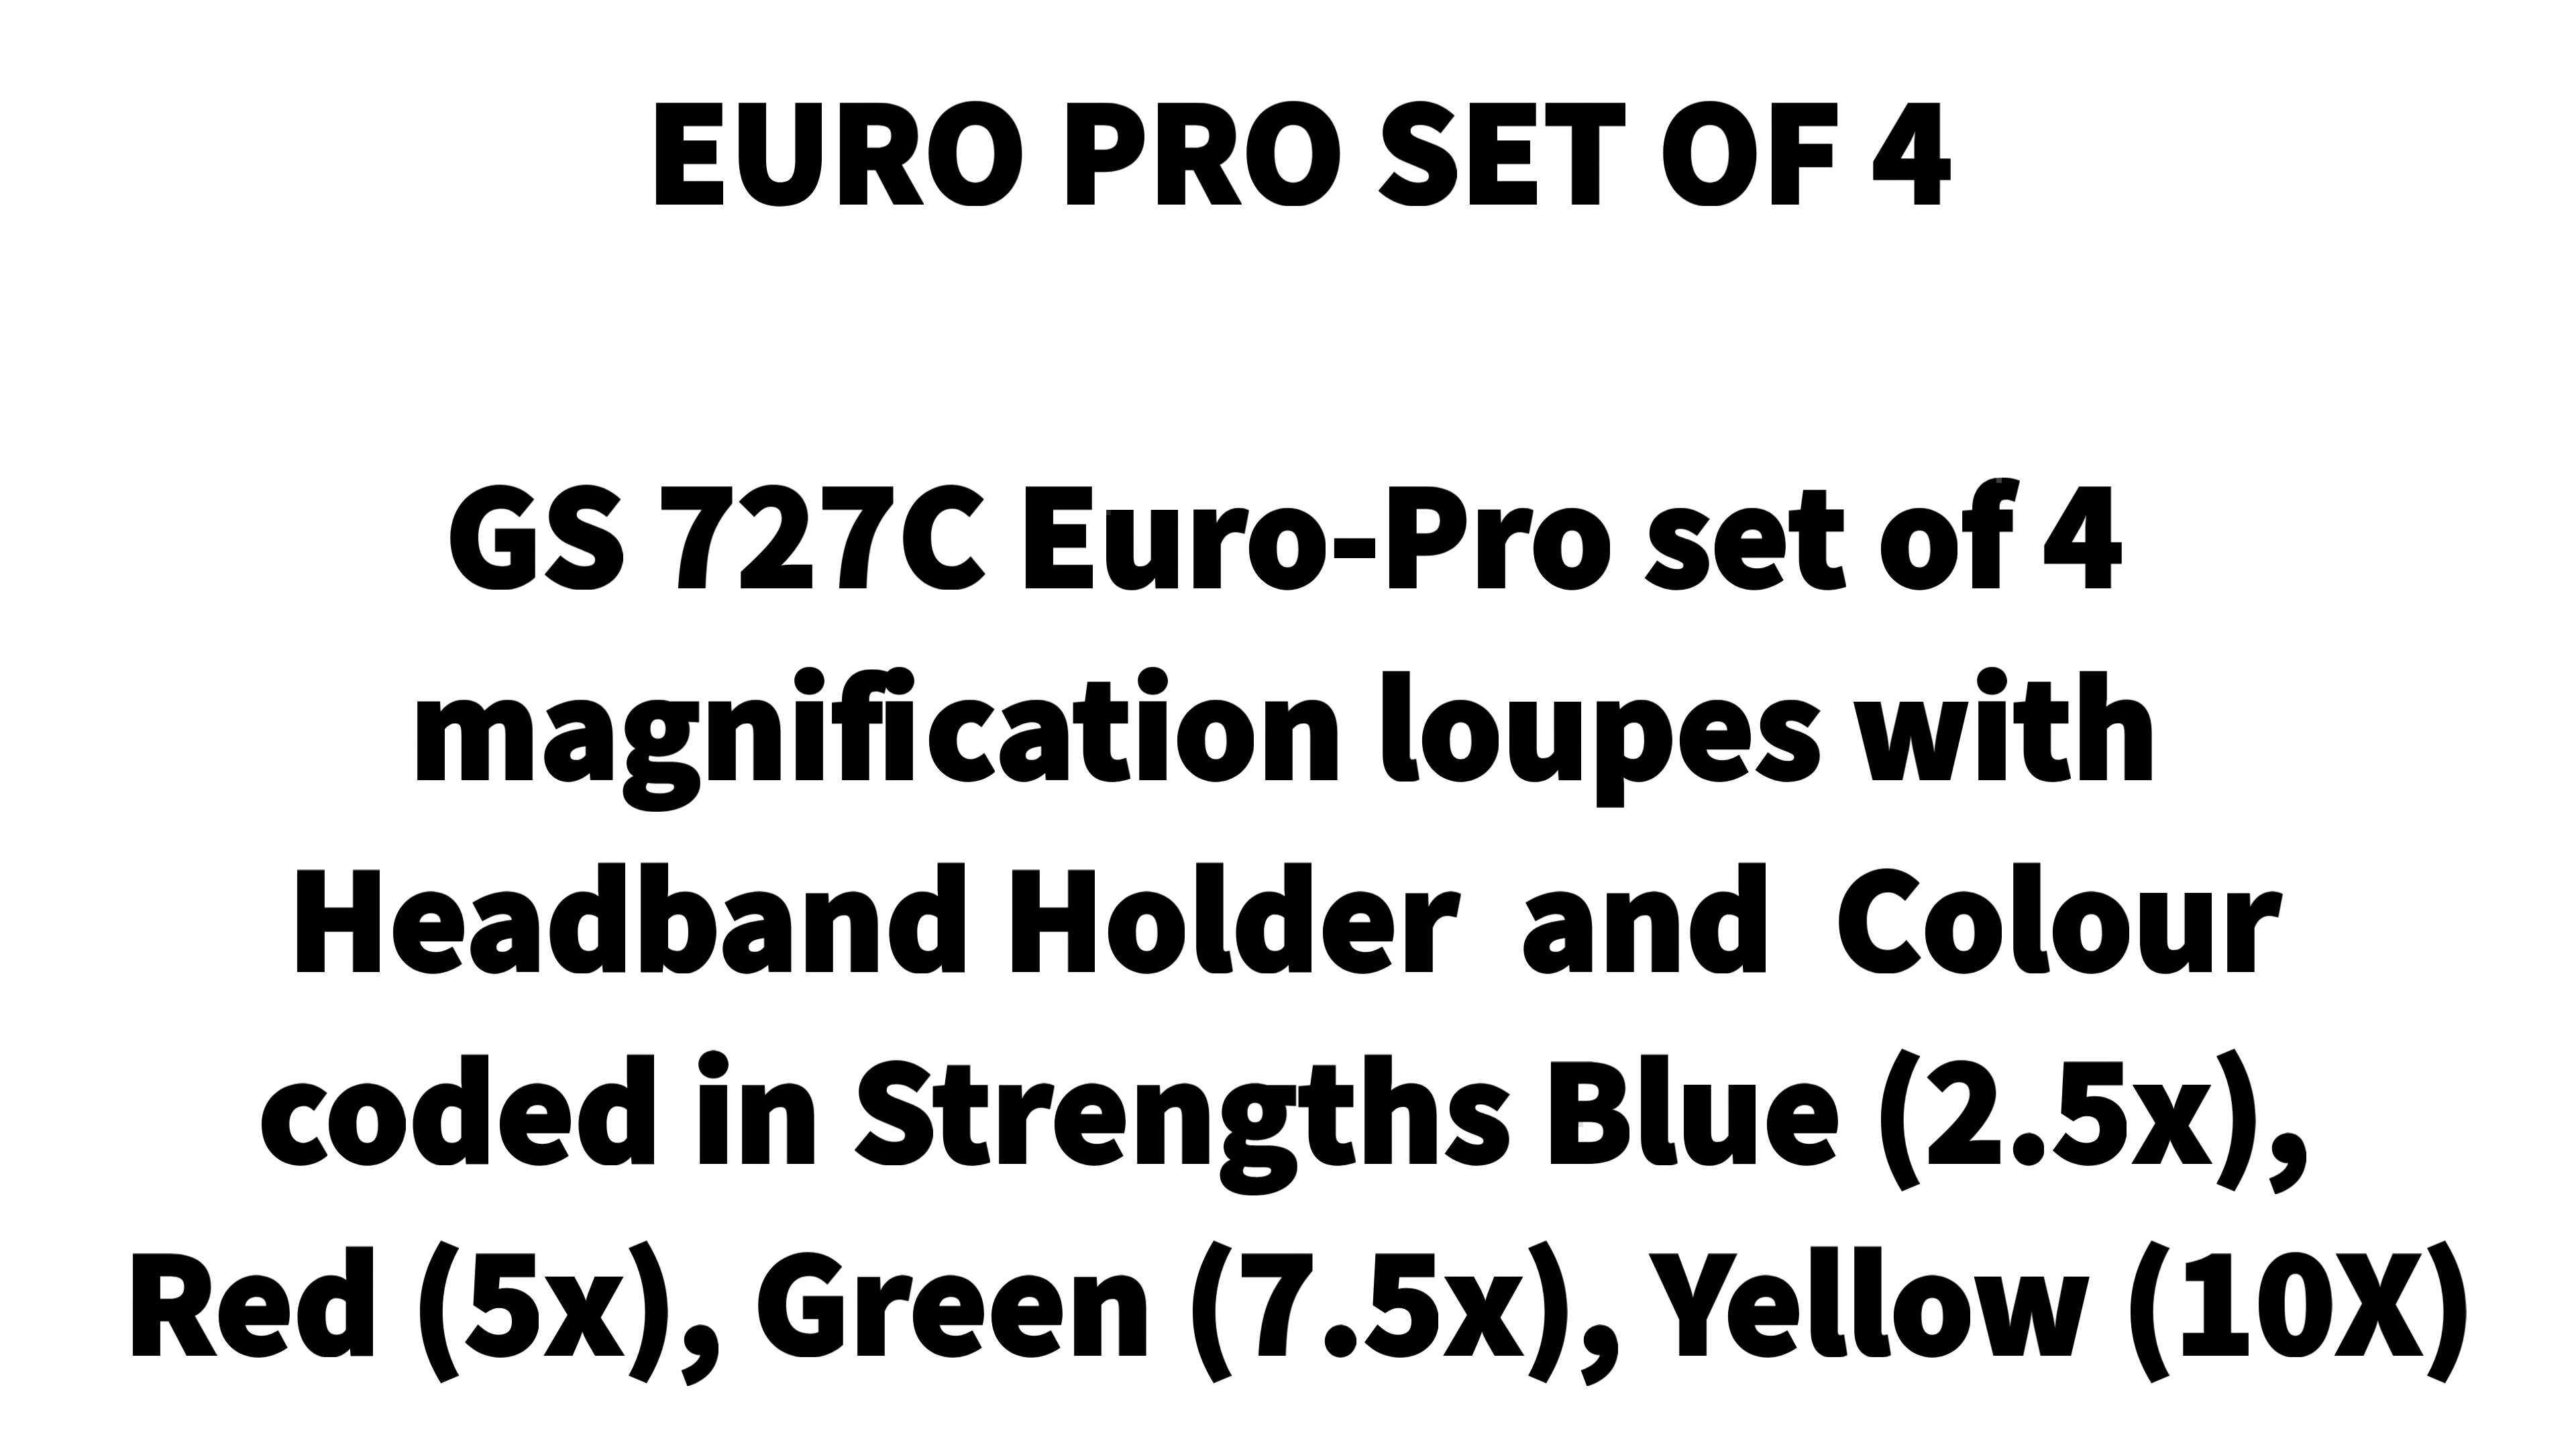 EURO PRO SET OF 4
GS 727C Euro-Pro set of 4
magnification loupes with
Headband Holder  and  Colour
coded in Strengths Blue (2.5x),
Red (5x), Green (7.5x), Yellow (10X)